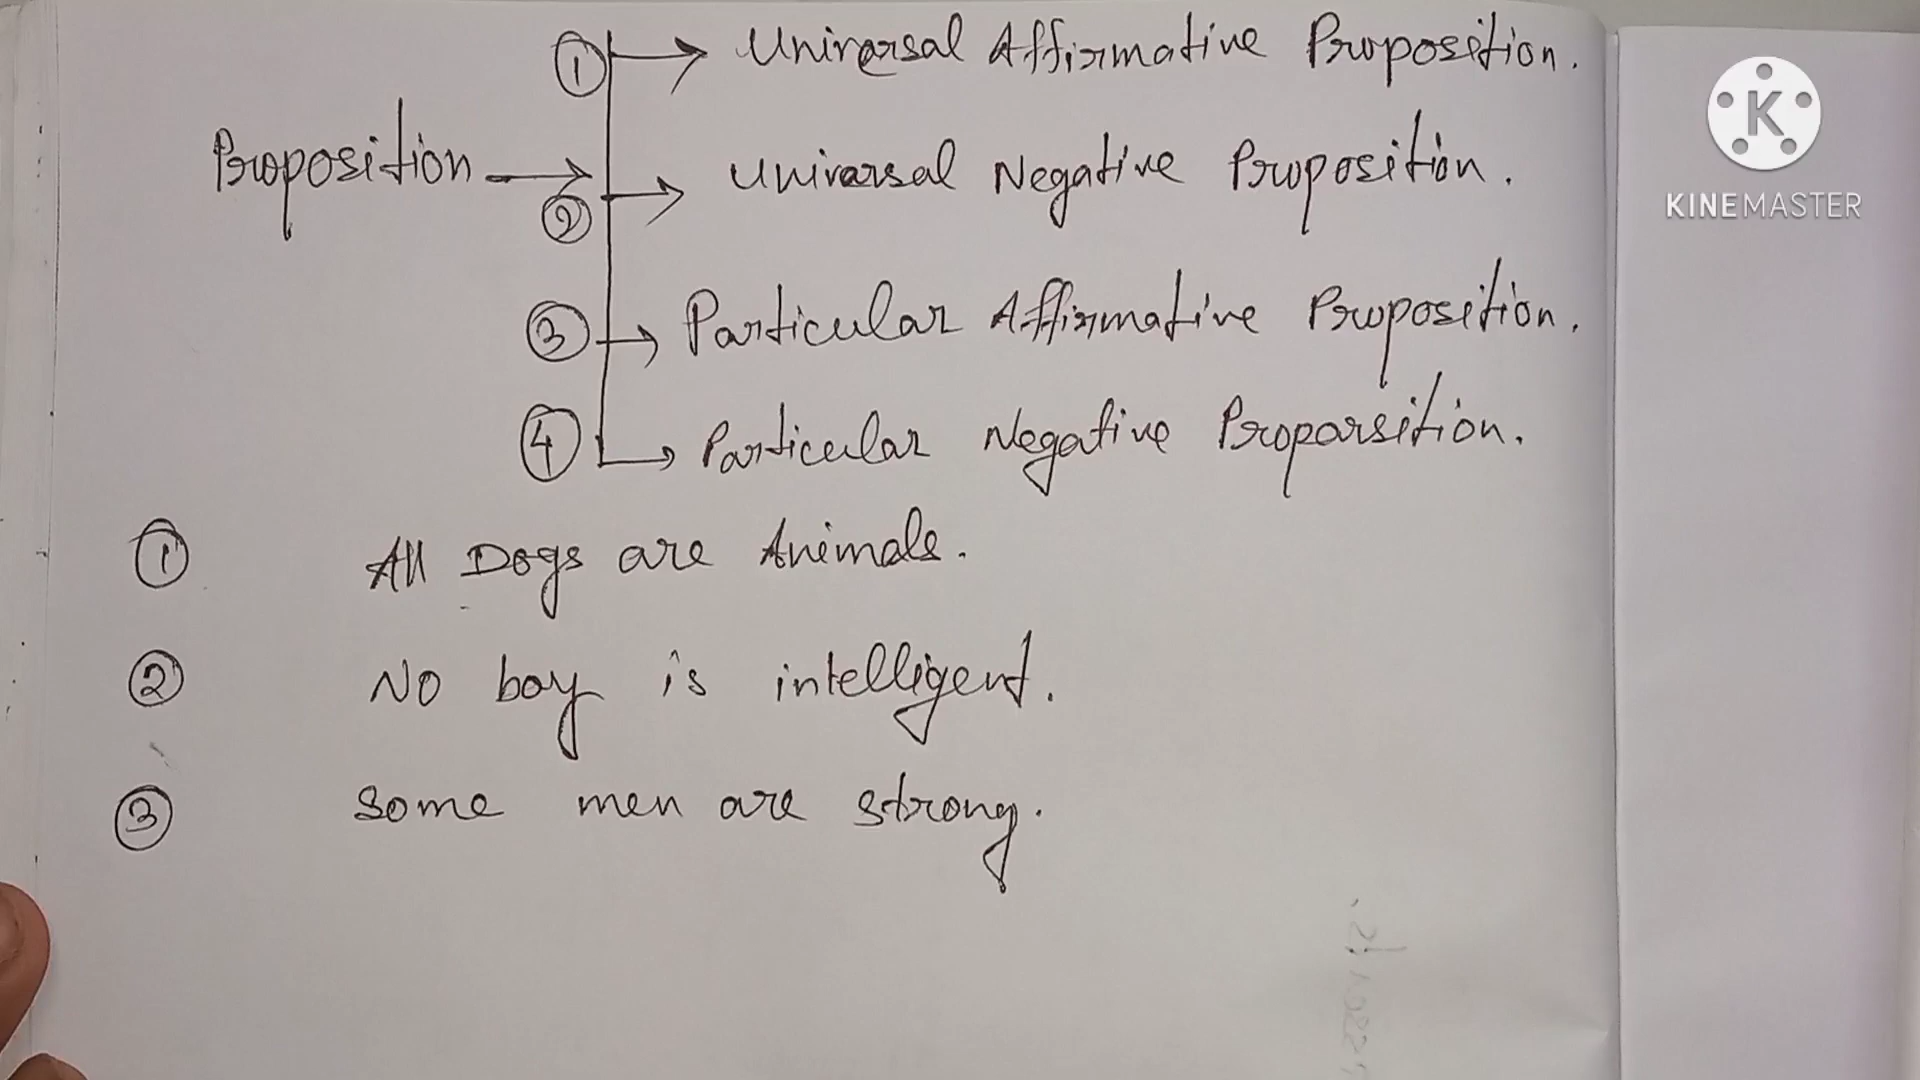 ① → Universal Affirmative Proposition.
Proposition → ② → Universal Negative Proposition.
③ → Particular Affirmative Proposition.
④ → Particular Negative Proporsition.
① All Dogs are Animals.
② No boy is intelligent.
③ Some men are strong.
K
KINEMASTER